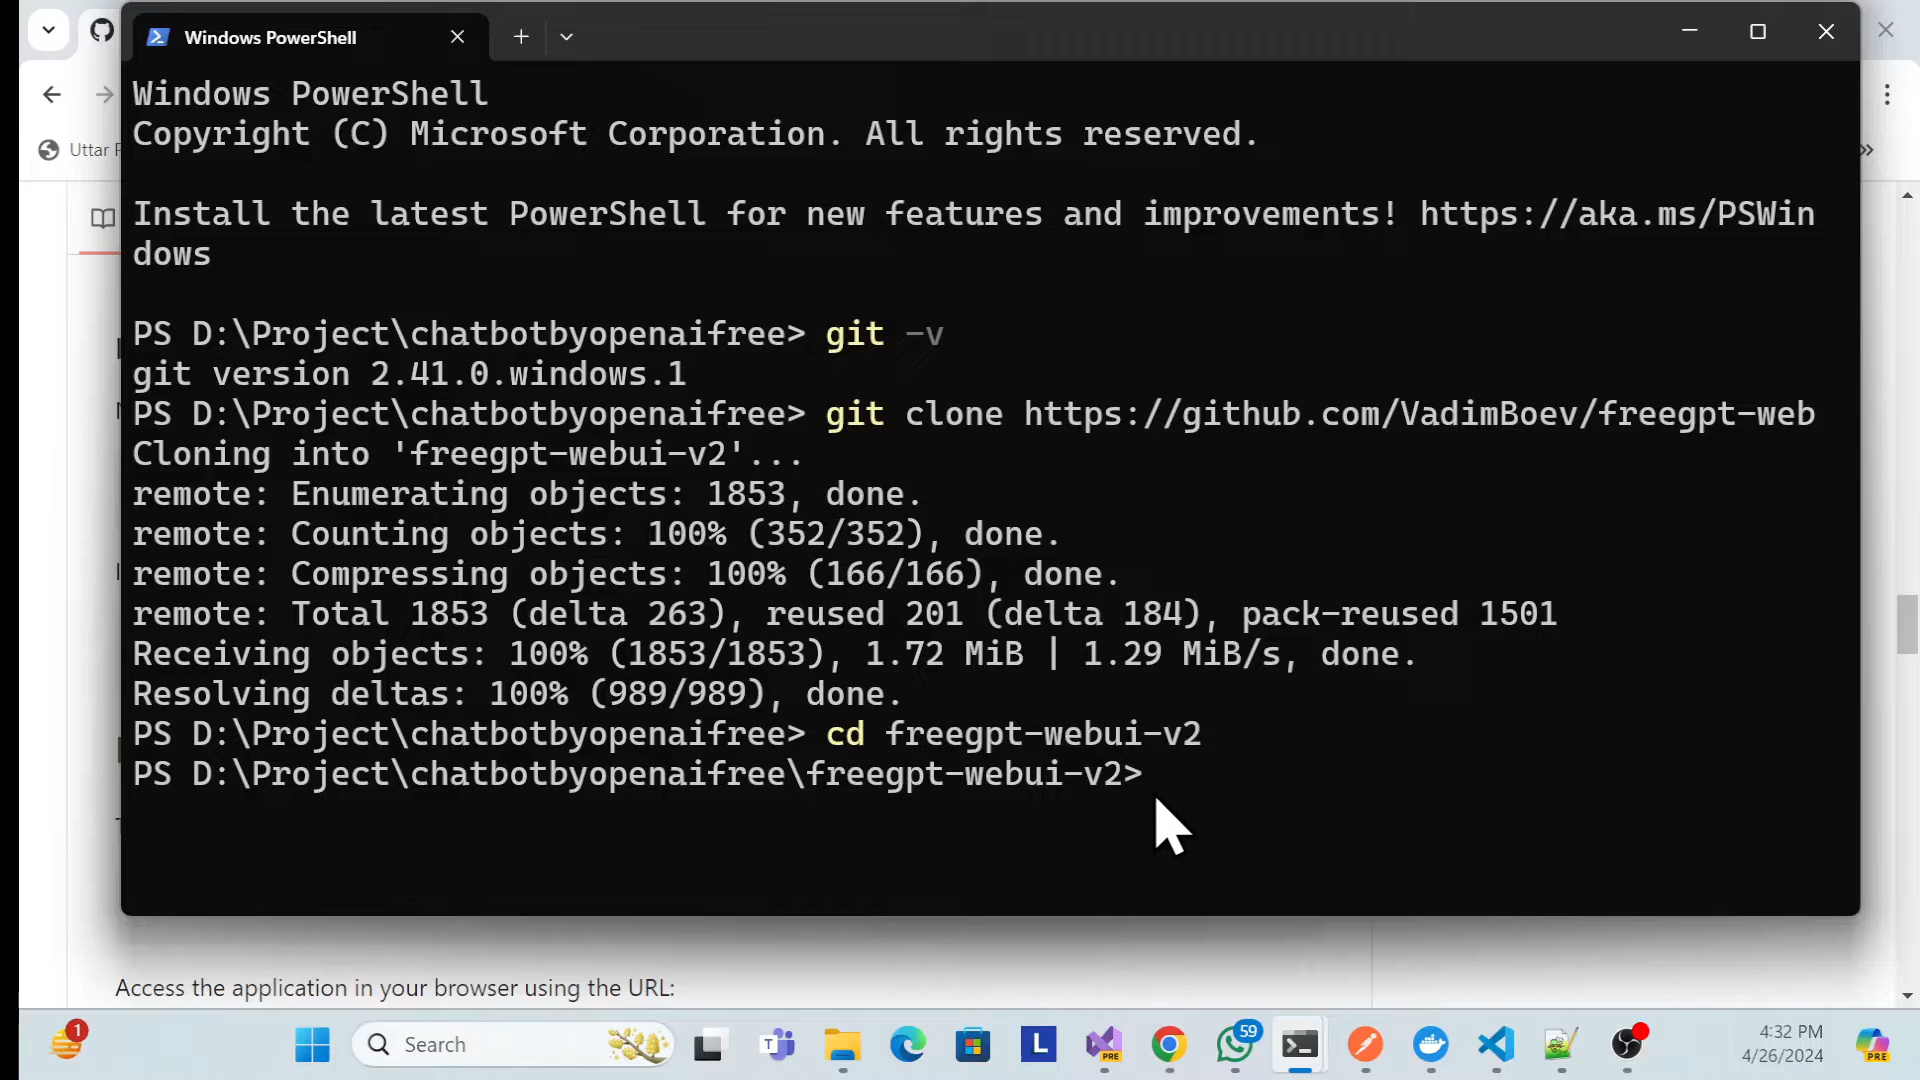 Windows PowerShell
Uttar
Windows PowerShell
Copyright (C) Microsoft Corporation. All rights reserved.
Install the latest PowerShell for new features and improvements! https://aka.ms/PSWin
dows
PS D:\Project\chatbotbyopenaifree> git -v
git version 2.41.0.windows.1
PS D:\Project\chatbotbyopenaifree> git clone https://github.com/VadimBoev/freegpt-web
Cloning into 'freegpt-webui-v2'...
remote: Enumerating objects: 1853, done.
remote: Counting objects: 100% (352/352), done.
remote: Compressing objects: 100% (166/166), done.
remote: Total 1853 (delta 263), reused 201 (delta 184), pack-reused 1501
Receiving objects: 100% (1853/1853), 1.72 MiB | 1.29 MiB/s, done.
Resolving deltas: 100% (989/989), done.
PS D:\Project\chatbotbyopenaifree> cd freegpt-webui-v2
PS D:\Project\chatbotbyopenaifree\freegpt-webui-v2>
Access the application in your browser using the URL:
1
Search
T
L
PRE
59
4:32 PM
4/26/2024
PRE